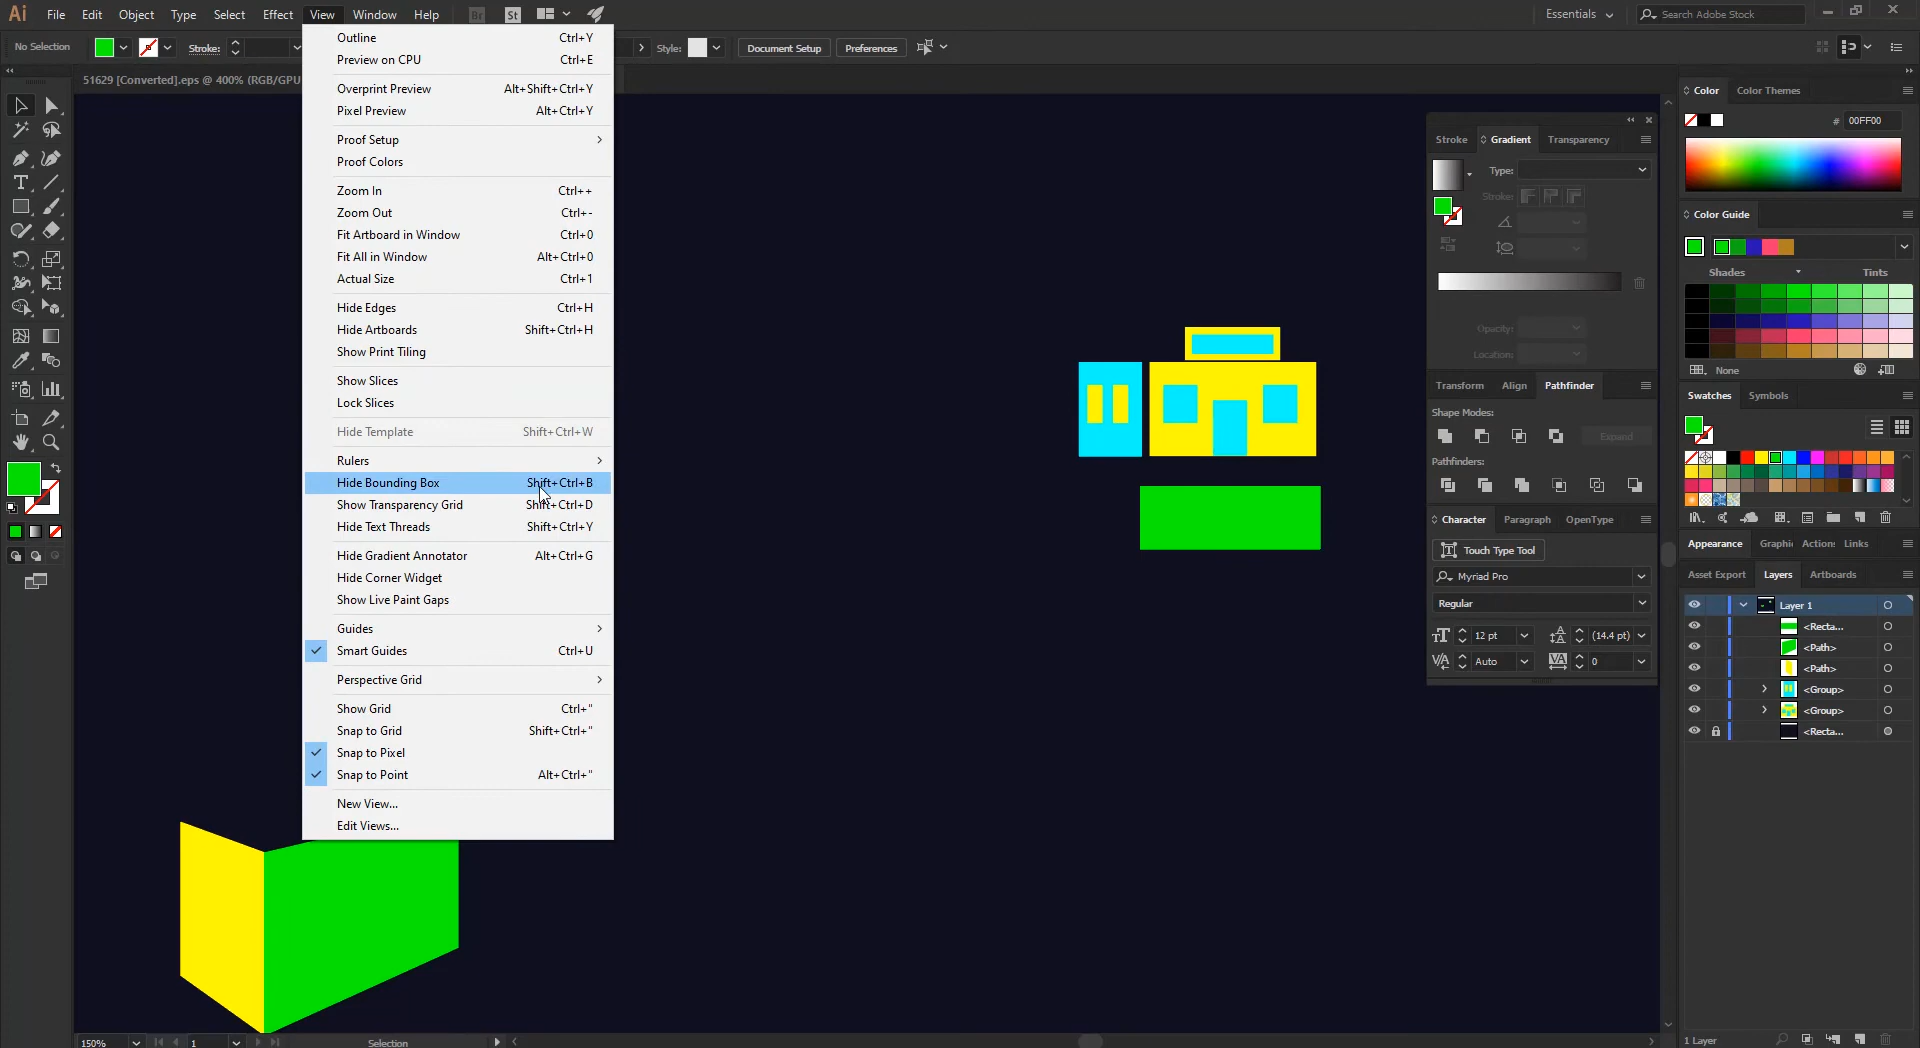 Ai File Edit Object Type Select Effect View Window Help Br St Essentials Search Adobe Stock
No Selection Stroke: Style: Document Setup Preferences
51629 [Converted].eps @ 400% (RGB/GPU
Outline Ctrl+Y
Preview on CPU Ctrl+E
Overprint Preview Alt+Shift+Ctrl+Y
Pixel Preview Alt+Ctrl+Y
Proof Setup
Proof Colors
Zoom In Ctrl++
Zoom Out Ctrl+-
Fit Artboard in Window Ctrl+0
Fit All in Window Alt+Ctrl+0
Actual Size Ctrl+1
Hide Edges Ctrl+H
Hide Artboards Shift+Ctrl+H
Show Print Tiling
Show Slices
Lock Slices
Hide Template Shift+Ctrl+W
Rulers
Hide Bounding Box Shift+Ctrl+B
Show Transparency Grid Shift+Ctrl+D
Hide Text Threads Shift+Ctrl+Y
Hide Gradient Annotator Alt+Ctrl+G
Hide Corner Widget
Show Live Paint Gaps
Guides
Smart Guides Ctrl+U
Perspective Grid
Show Grid Ctrl+"
Snap to Grid Shift+Ctrl+"
Snap to Pixel
Snap to Point Alt+Ctrl+"
New View...
Edit Views...
150% 1 Selection
Stroke Gradient Transparency
Type:
Stroke:
Opacity:
Location:
Transform Align Pathfinder
Shape Modes:
Expand
Pathfinders:
Character Paragraph OpenType
Touch Type Tool
Myriad Pro
Regular
12 pt (14.4 pt)
Auto 0
Color Color Themes
# 00FF00
Color Guide
Shades Tints
None
Swatches Symbols
Appearance Graphi Action Links
Asset Export Layers Artboards
Layer 1
<Recta...
<Path>
<Path>
<Group>
<Group>
<Recta...
1 Layer